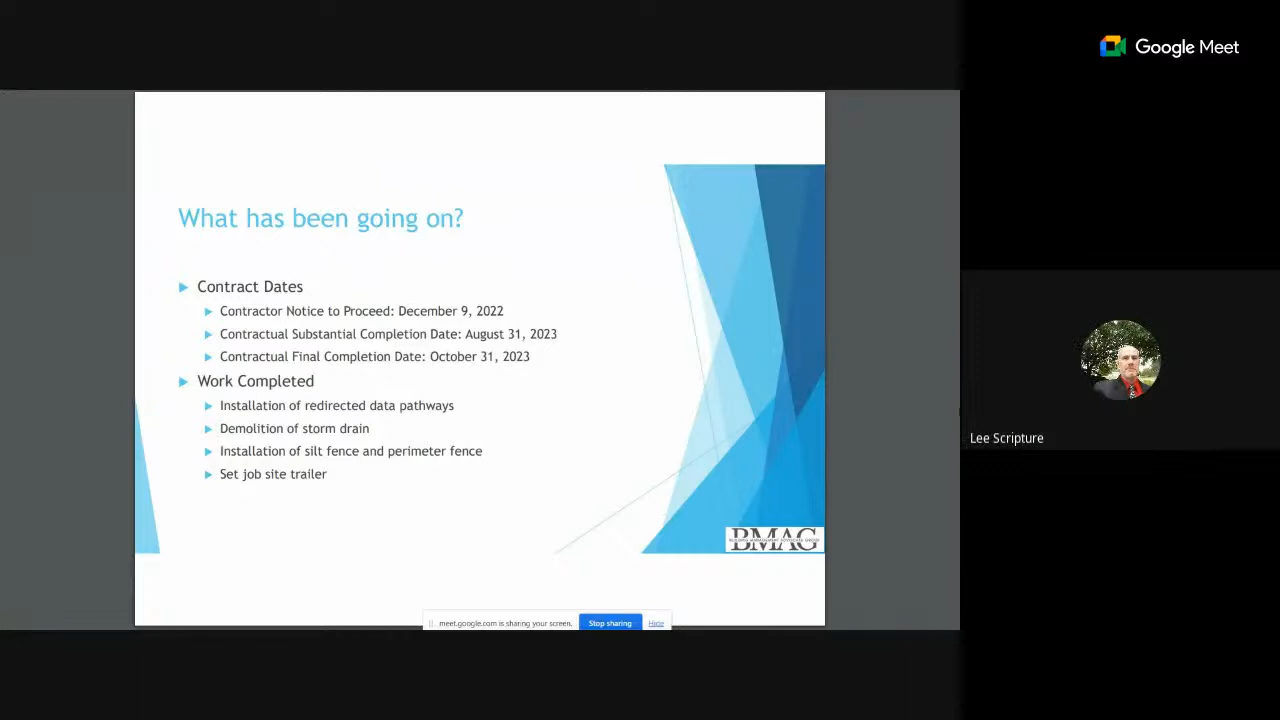 Google Meet
What has been going on?
Contract Dates
Contractor Notice to Proceed: December 9, 2022
Contractual Substantial Completion Date: August 31, 2023
Contractual Final Completion Date: October 31, 2023
Work Completed
Installation of redirected data pathways
Demolition of storm drain
Installation of silt fence and perimeter fence
Set job site trailer
BMAG
Lee Scripture
meet.google.com is sharing your screen.
Stop sharing
Hide